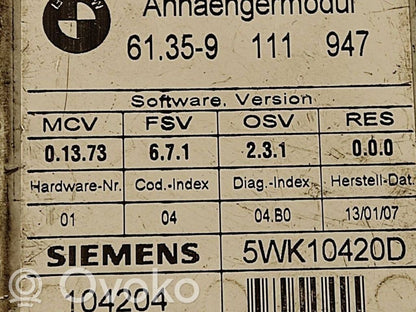 BMW
Anhaengermodul
61.35-9 111 947
Software, Version
MCV FSV OSV RES
0.13.73 6.7.1 2.3.1 0.0.0
Hardware-Nr. Cod.-Index Diag.-Index Herstell-Dat.
01 04 04.B0 13/01/07
SIEMENS 5WK10420D
104204
Ovoko